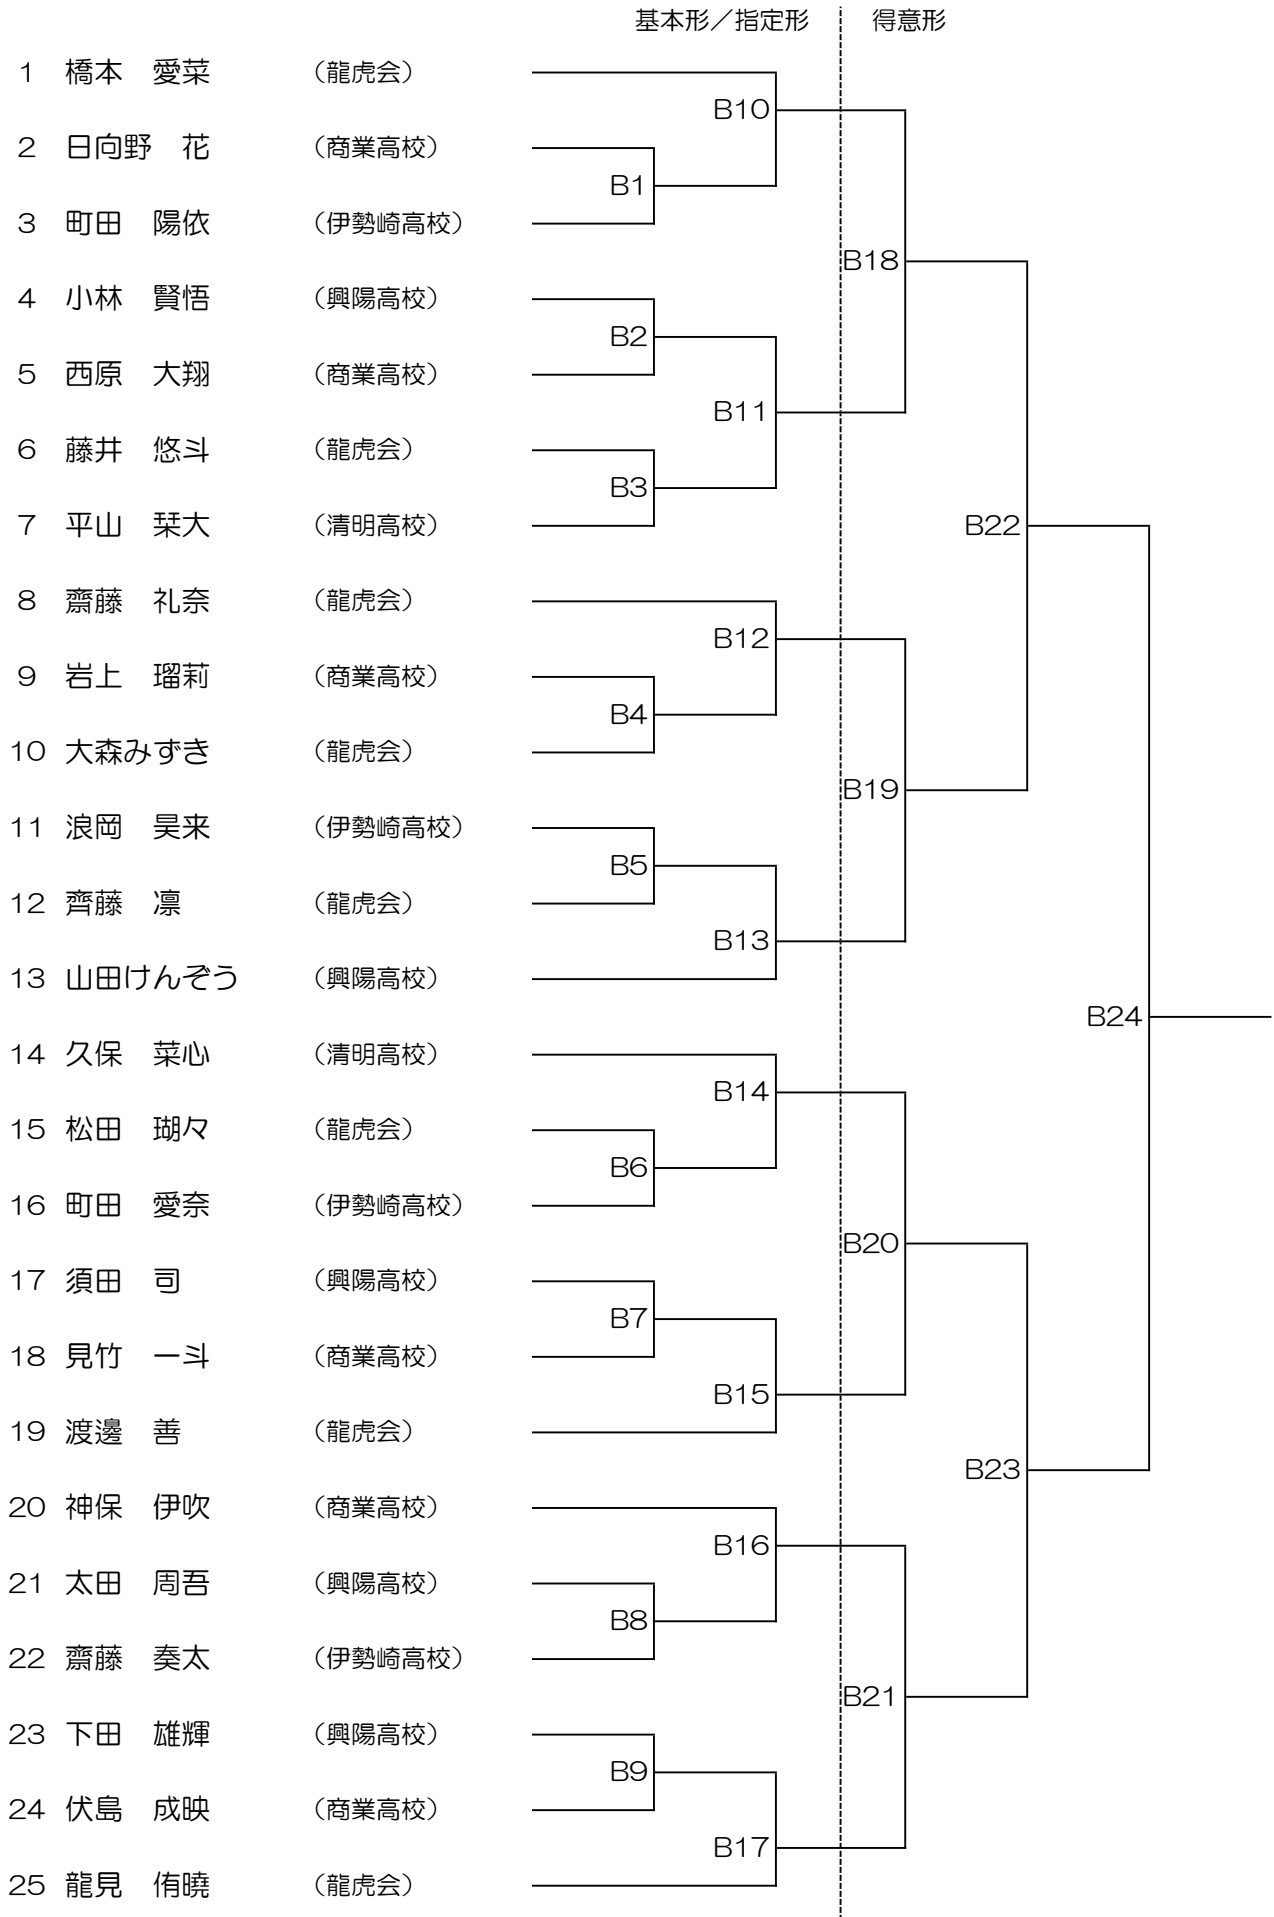 基本形／指定形 得意形
1 橋本　愛菜 （龍虎会）
B10
2 日向野　花 （商業高校）
B1
3 町田　陽依 （伊勢崎高校）
B18
4 小林　賢悟 （興陽高校）
B2
5 西原　大翔 （商業高校）
B11
6 藤井　悠斗 （龍虎会）
B3
7 平山　栞大 （清明高校）
B22
8 齋藤　礼奈 （龍虎会）
B12
9 岩上　瑠莉 （商業高校）
B4
10 大森みずき （龍虎会）
B19
11 浪岡　昊来 （伊勢崎高校）
B5
12 齊藤　凛 （龍虎会）
B13
13 山田けんぞう （興陽高校）
B24
14 久保　菜心 （清明高校）
B14
15 松田　瑚々 （龍虎会）
B6
16 町田　愛奈 （伊勢崎高校）
B20
17 須田　司 （興陽高校）
B7
18 見竹　一斗 （商業高校）
B15
19 渡邊　善 （龍虎会）
B23
20 神保　伊吹 （商業高校）
B16
21 太田　周吾 （興陽高校）
B8
22 齋藤　奏太 （伊勢崎高校）
B21
23 下田　雄輝 （興陽高校）
B9
24 伏島　成映 （商業高校）
B17
25 龍見　侑曉 （龍虎会）